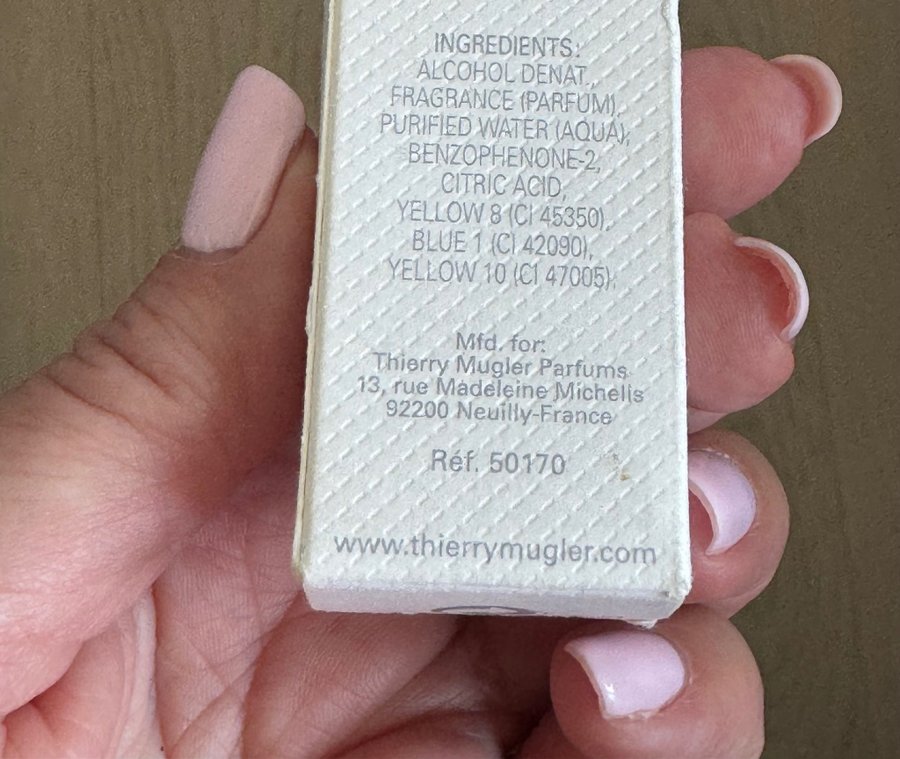 INGREDIENTS:
ALCOHOL DENAT.,
FRAGRANCE (PARFUM),
PURIFIED WATER (AQUA),
BENZOPHENONE-2,
CITRIC ACID,
YELLOW 8 (CI 45350),
BLUE 1 (CI 42090),
YELLOW 10 (CI 47005).
Mfd. for:
Thierry Mugler Parfums
13, rue Madeleine Michelis
92200 Neuilly-France
Réf. 50170
www.thierrymugler.com